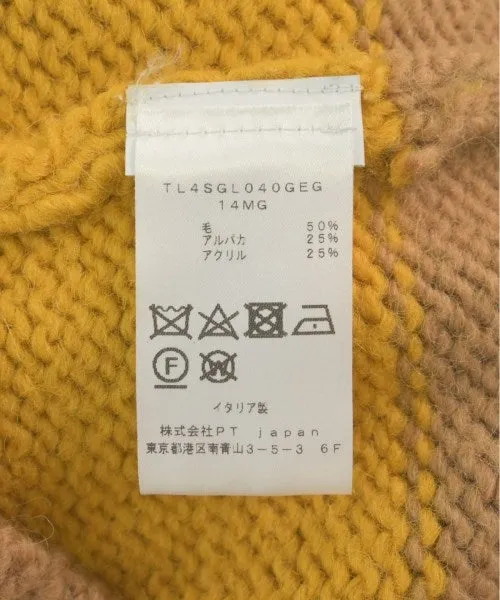 TL4SGL040GEG
14MG
毛 50%
アルパカ 25%
アクリル 25%
F W
イタリア製
株式会社PT japan
東京都港区南青山3-5-3 6F